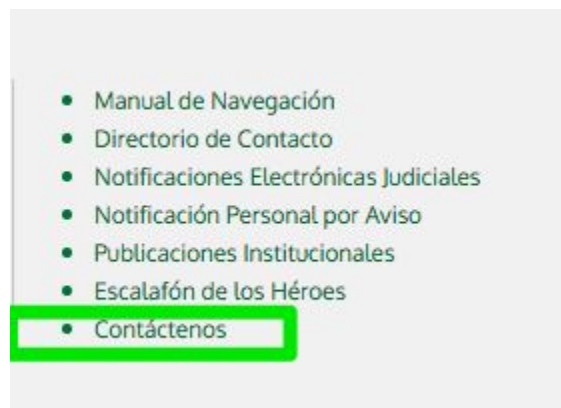 Manual de Navegación
Directorio de Contacto
Notificaciones Electrónicas Judiciales
Notificación Personal por Aviso
Publicaciones Institucionales
Escalafón de los Héroes
Contáctenos